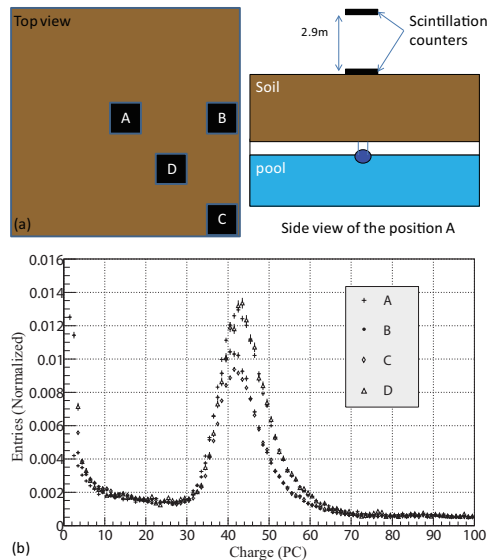 Top view
A
B
D
C
(a)
2.9m
Scintillation
counters
Soil
pool
Side view of the position A
Entries (Normalized)
0.016
0.014
0.012
0.01
0.008
0.006
0.004
0.002
0
0 10 20 30 40 50 60 70 80 90 100
Charge (PC)
A
B
C
D
(b)